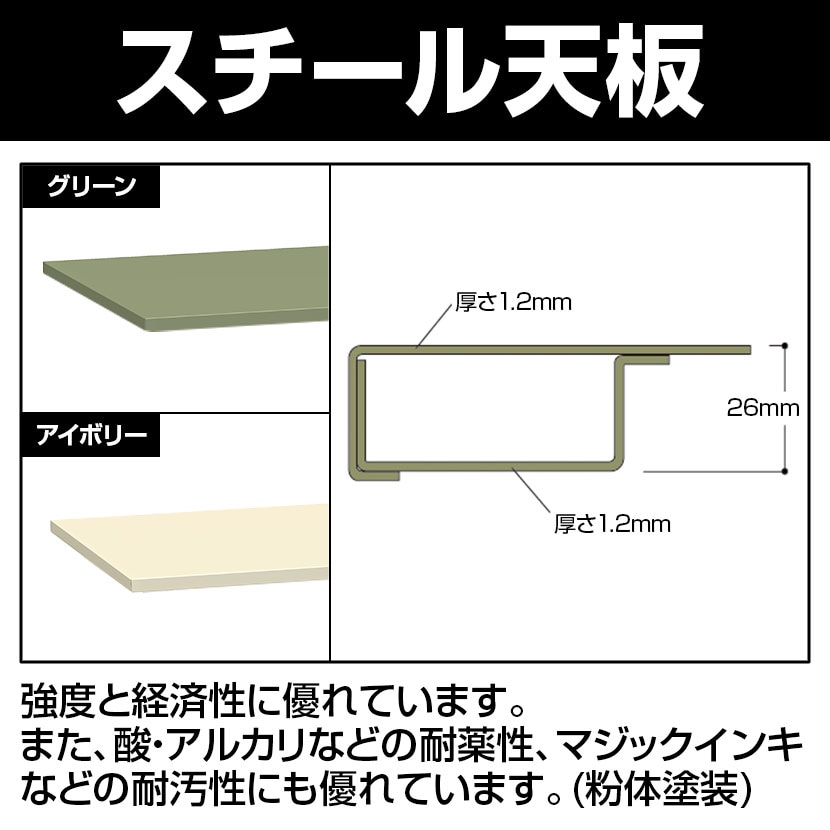 スチール天板
グリーン
厚さ1.2mm
26mm
アイボリー
厚さ1.2mm
強度と経済性に優れています。
また、酸・アルカリなどの耐薬性、マジックインキ
などの耐汚性にも優れています。(粉体塗装)